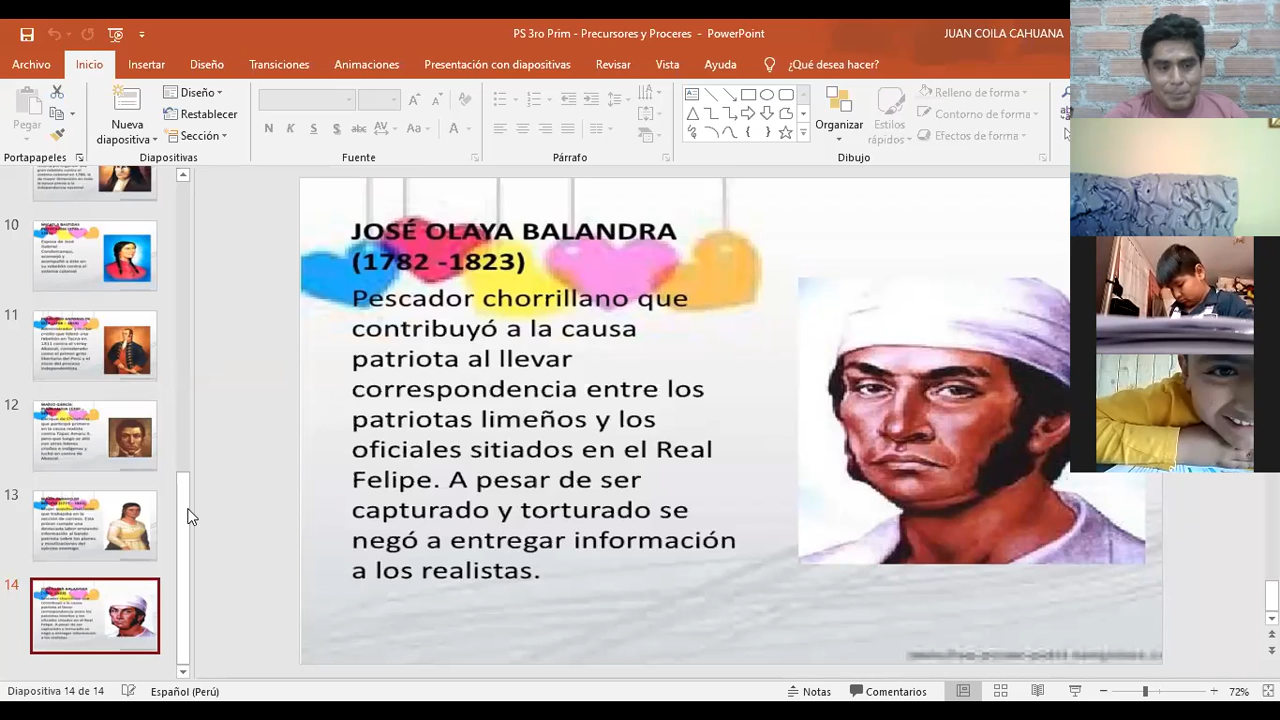 PS 3ro Prim - Precursores y Proceres - PowerPoint
JUAN COILA CAHUANA
Archivo Inicio Insertar Diseño Transiciones Animaciones Presentación con diapositivas Revisar Vista Ayuda ¿Qué desea hacer?
Pegar
Nueva diapositiva
Diseño
Restablecer
Sección
Organizar
Estilos rápidos
Relleno de forma
Contorno de forma
Efectos de forma
Portapapeles Diapositivas Fuente Párrafo Dibujo
10
11
12
13
14
JOSÉ OLAYA BALANDRA
(1782 -1823)
Pescador chorrillano que
contribuyó a la causa
patriota al llevar
correspondencia entre los
patriotas limeños y los
oficiales sitiados en el Real
Felipe. A pesar de ser
capturado y torturado se
negó a entregar información
a los realistas.
Diapositiva 14 de 14 Español (Perú) Notas Comentarios 72%